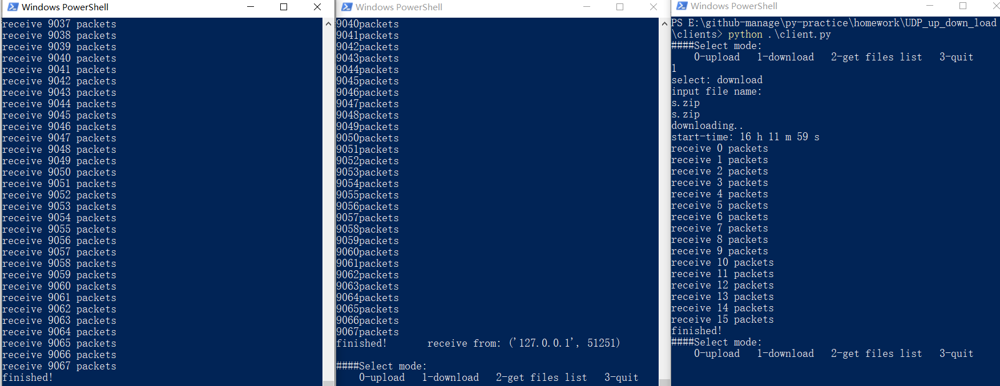 Windows PowerShell
receive 9037 packets
receive 9038 packets
receive 9039 packets
receive 9040 packets
receive 9041 packets
receive 9042 packets
receive 9043 packets
receive 9044 packets
receive 9045 packets
receive 9046 packets
receive 9047 packets
receive 9048 packets
receive 9049 packets
receive 9050 packets
receive 9051 packets
receive 9052 packets
receive 9053 packets
receive 9054 packets
receive 9055 packets
receive 9056 packets
receive 9057 packets
receive 9058 packets
receive 9059 packets
receive 9060 packets
receive 9061 packets
receive 9062 packets
receive 9063 packets
receive 9064 packets
receive 9065 packets
receive 9066 packets
receive 9067 packets
finished!
Windows PowerShell
9040packets
9041packets
9042packets
9043packets
9044packets
9045packets
9046packets
9047packets
9048packets
9049packets
9050packets
9051packets
9052packets
9053packets
9054packets
9055packets
9056packets
9057packets
9058packets
9059packets
9060packets
9061packets
9062packets
9063packets
9064packets
9065packets
9066packets
9067packets
finished!       receive from: ('127.0.0.1', 51251)
####Select mode:
    0-upload   1-download   2-get files list   3-quit
Windows PowerShell
PS E:\github-manage\py-practice\homework\UDP_up_down_load
\clients> python .\client.py
####Select mode:
    0-upload   1-download   2-get files list   3-quit
1
select: download
input file name:
s.zip
s.zip
downloading..
start-time: 16 h 11 m 59 s
receive 0 packets
receive 1 packets
receive 2 packets
receive 3 packets
receive 4 packets
receive 5 packets
receive 6 packets
receive 7 packets
receive 8 packets
receive 9 packets
receive 10 packets
receive 11 packets
receive 12 packets
receive 13 packets
receive 14 packets
receive 15 packets
finished!
####Select mode:
    0-upload   1-download   2-get files list   3-quit